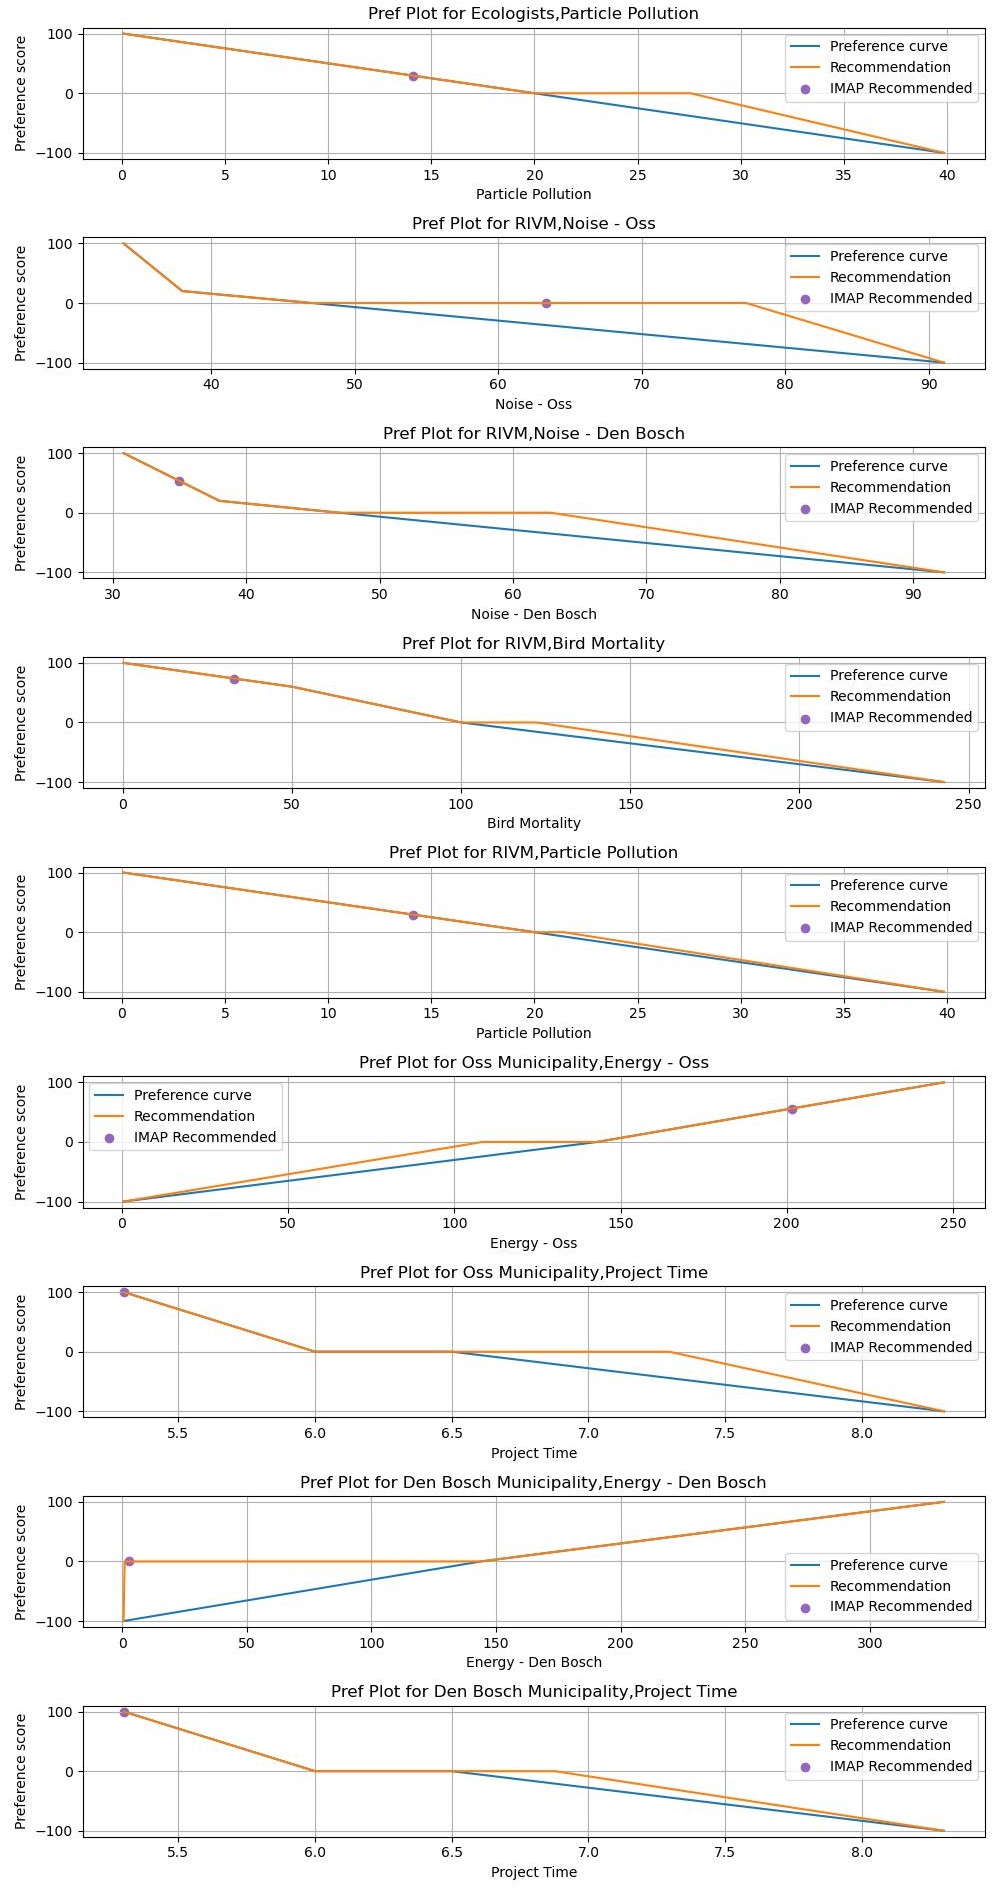 Pref Plot for Ecologists,Particle Pollution
Preference score
100
0
−100
Preference curve
Recommendation
IMAP Recommended
0 5 10 15 20 25 30 35 40
Particle Pollution
Pref Plot for RIVM,Noise - Oss
Preference score
100
0
−100
Preference curve
Recommendation
IMAP Recommended
40 50 60 70 80 90
Noise - Oss
Pref Plot for RIVM,Noise - Den Bosch
Preference score
100
0
−100
Preference curve
Recommendation
IMAP Recommended
30 40 50 60 70 80 90
Noise - Den Bosch
Pref Plot for RIVM,Bird Mortality
Preference score
100
0
−100
Preference curve
Recommendation
IMAP Recommended
0 50 100 150 200 250
Bird Mortality
Pref Plot for RIVM,Particle Pollution
Preference score
100
0
−100
Preference curve
Recommendation
IMAP Recommended
0 5 10 15 20 25 30 35 40
Particle Pollution
Pref Plot for Oss Municipality,Energy - Oss
Preference score
100
0
−100
Preference curve
Recommendation
IMAP Recommended
0 50 100 150 200 250
Energy - Oss
Pref Plot for Oss Municipality,Project Time
Preference score
100
0
−100
Preference curve
Recommendation
IMAP Recommended
5.5 6.0 6.5 7.0 7.5 8.0
Project Time
Pref Plot for Den Bosch Municipality,Energy - Den Bosch
Preference score
100
0
−100
Preference curve
Recommendation
IMAP Recommended
0 50 100 150 200 250 300
Energy - Den Bosch
Pref Plot for Den Bosch Municipality,Project Time
Preference score
100
0
−100
Preference curve
Recommendation
IMAP Recommended
5.5 6.0 6.5 7.0 7.5 8.0
Project Time